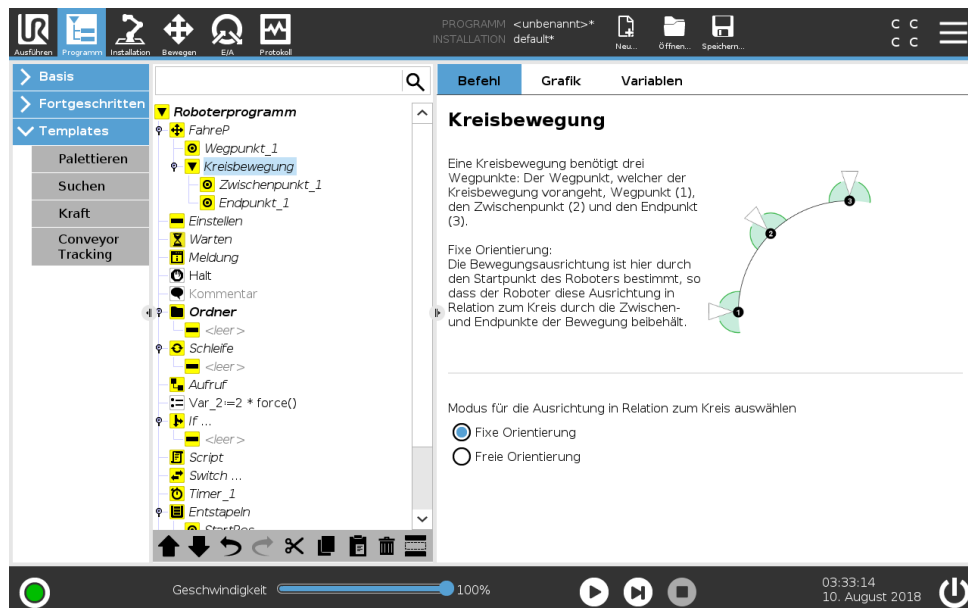 PROGRAMM <unbenannt>*
INSTALLATION default*
Ausführen Programm Installation Bewegen E/A Protokoll
Neu... Öffnen... Speichern...
C C
C C
Basis
Fortgeschritten
Templates
Palettieren
Suchen
Kraft
Conveyor
Tracking
Roboterprogramm
FahreP
Wegpunkt_1
Kreisbewegung
Zwischenpunkt_1
Endpunkt_1
Einstellen
Warten
Meldung
Halt
Kommentar
Ordner
<leer>
Schleife
<leer>
Aufruf
Var_2:=2 * force()
If ...
<leer>
Script
Switch ...
Timer_1
Entstapeln
StartPos
Befehl Grafik Variablen
Kreisbewegung
Eine Kreisbewegung benötigt drei
Wegpunkte: Der Wegpunkt, welcher der
Kreisbewegung vorangeht, Wegpunkt (1),
den Zwischenpunkt (2) und den Endpunkt
(3).
Fixe Orientierung:
Die Bewegungsausrichtung ist hier durch
den Startpunkt des Roboters bestimmt, so
dass der Roboter diese Ausrichtung in
Relation zum Kreis durch die Zwischen-
und Endpunkte der Bewegung beibehält.
3
2
1
Modus für die Ausrichtung in Relation zum Kreis auswählen
Fixe Orientierung
Freie Orientierung
Geschwindigkeit 100%
03:33:14
10. August 2018